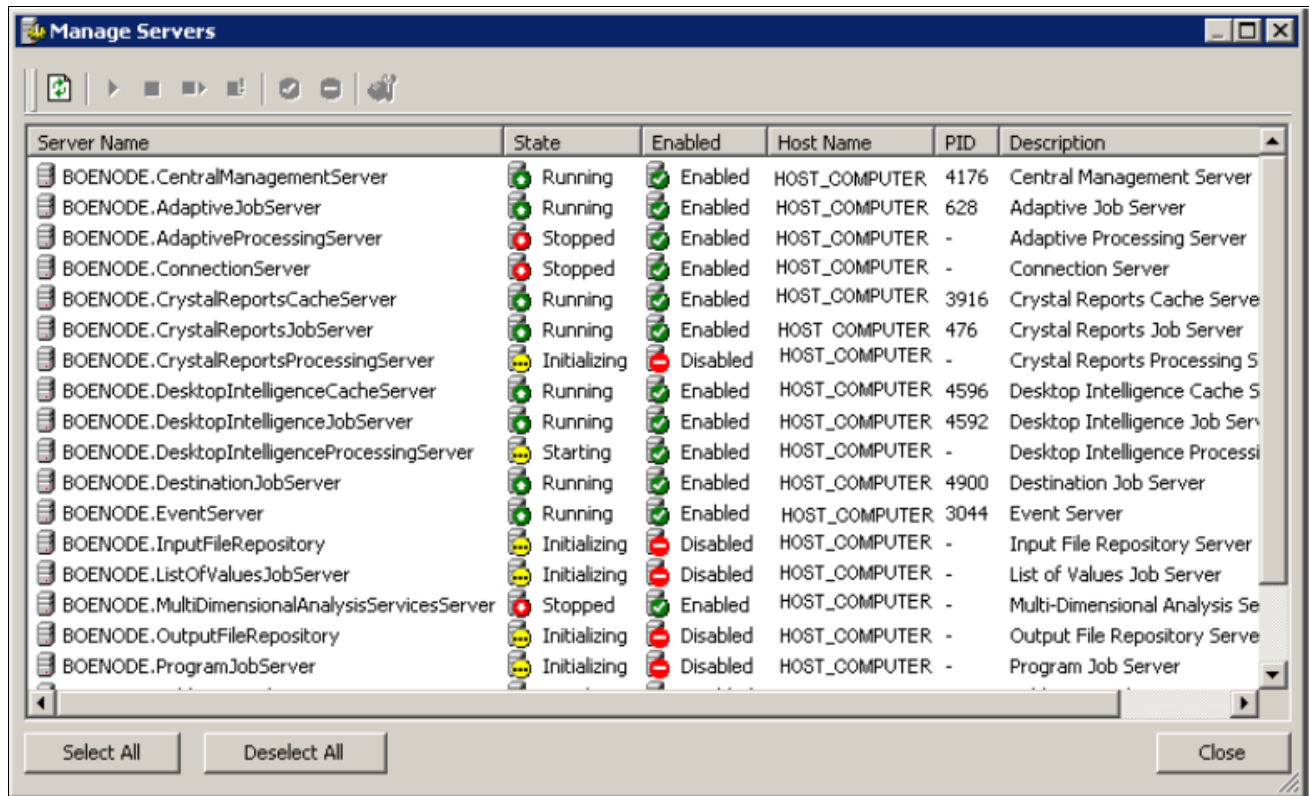 Manage Servers
Server Name State Enabled Host Name PID Description
BOENODE.CentralManagementServer Running Enabled HOST_COMPUTER 4176 Central Management Server
BOENODE.AdaptiveJobServer Running Enabled HOST_COMPUTER 628 Adaptive Job Server
BOENODE.AdaptiveProcessingServer Stopped Enabled HOST_COMPUTER - Adaptive Processing Server
BOENODE.ConnectionServer Stopped Enabled HOST_COMPUTER - Connection Server
BOENODE.CrystalReportsCacheServer Running Enabled HOST_COMPUTER 3916 Crystal Reports Cache Serve
BOENODE.CrystalReportsJobServer Running Enabled HOST COMPUTER 476 Crystal Reports Job Server
BOENODE.CrystalReportsProcessingServer Initializing Disabled HOST_COMPUTER - Crystal Reports Processing S
BOENODE.DesktopIntelligenceCacheServer Running Enabled HOST_COMPUTER 4596 Desktop Intelligence Cache S
BOENODE.DesktopIntelligenceJobServer Running Enabled HOST_COMPUTER 4592 Desktop Intelligence Job Serv
BOENODE.DesktopIntelligenceProcessingServer Starting Enabled HOST_COMPUTER - Desktop Intelligence Processi
BOENODE.DestinationJobServer Running Enabled HOST_COMPUTER 4900 Destination Job Server
BOENODE.EventServer Running Enabled HOST_COMPUTER 3044 Event Server
BOENODE.InputFileRepository Initializing Disabled HOST_COMPUTER - Input File Repository Server
BOENODE.ListOfValuesJobServer Initializing Disabled HOST_COMPUTER - List of Values Job Server
BOENODE.MultiDimensionalAnalysisServicesServer Stopped Enabled HOST_COMPUTER - Multi-Dimensional Analysis Se
BOENODE.OutputFileRepository Initializing Disabled HOST_COMPUTER - Output File Repository Serve
BOENODE.ProgramJobServer Initializing Disabled HOST_COMPUTER - Program Job Server
Select All Deselect All Close